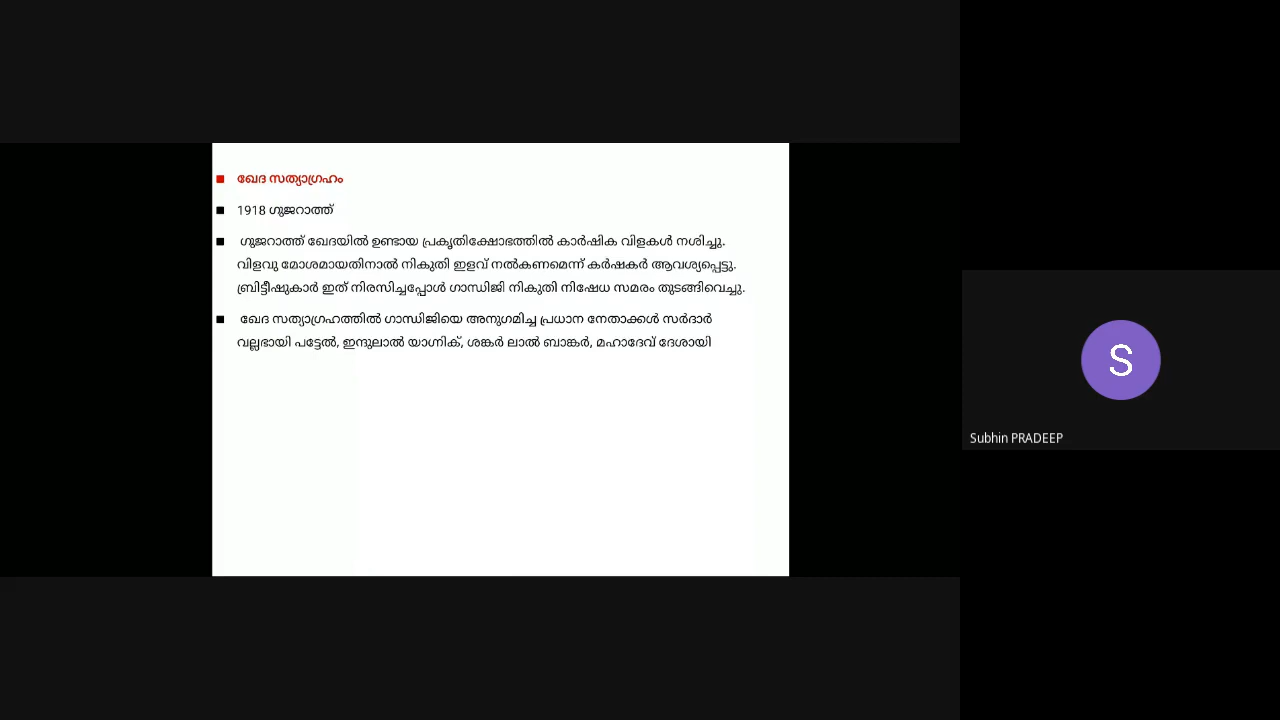 ഖേദ സത്യാഗ്രഹം
1918 ഗുജറാത്ത്
ഗുജറാത്ത് ഖേദയിൽ ഉണ്ടായ പ്രകൃതിക്ഷോഭത്തിൽ കാർഷിക വിളകൾ നശിച്ചു.
വിളവു മോശമായതിനാൽ നികുതി ഇളവ് നൽകണമെന്ന് കർഷകർ ആവശ്യപ്പെട്ടു.
ബ്രിട്ടീഷുകാർ ഇത് നിരസിച്ചപ്പോൾ ഗാന്ധിജി നികുതി നിഷേധ സമരം തുടങ്ങിവെച്ചു.
ഖേദ സത്യാഗ്രഹത്തിൽ ഗാന്ധിജിയെ അനുഗമിച്ച പ്രധാന നേതാക്കൾ സർദാർ
വല്ലഭായി പട്ടേൽ, ഇന്ദുലാൽ യാഗ്നിക്, ശങ്കർ ലാൽ ബാങ്കർ, മഹാദേവ് ദേശായി
S
Subhin PRADEEP